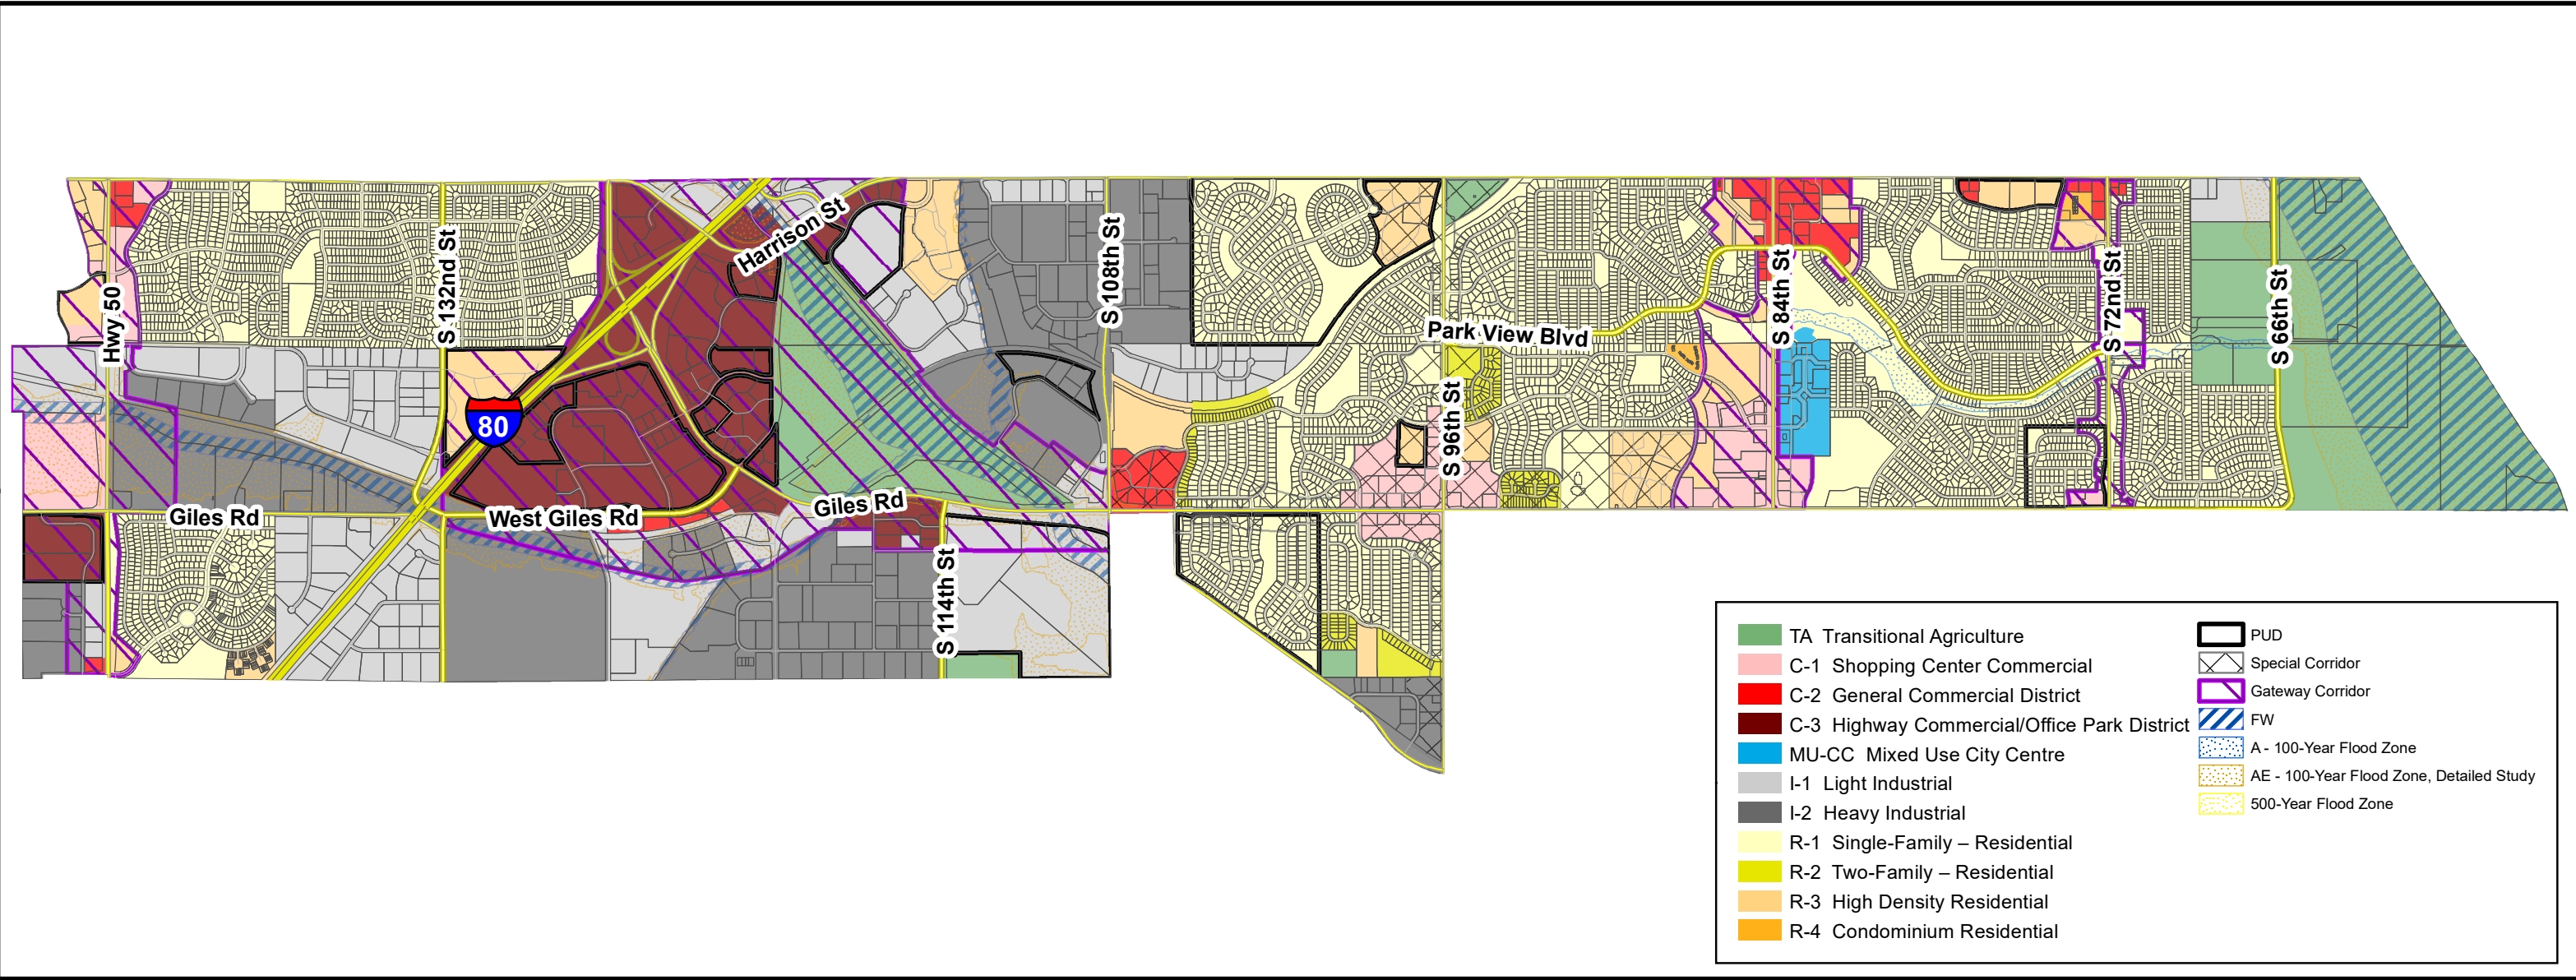 Harrison St
S 108th St
S 132nd St
Hwy 50
S 84th St
S 72nd St
S 66th St
Park View Blvd
80
S 96th St
Giles Rd
West Giles Rd
Giles Rd
S 114th St
TA Transitional Agriculture
C-1 Shopping Center Commercial
C-2 General Commercial District
C-3 Highway Commercial/Office Park District
MU-CC Mixed Use City Centre
I-1 Light Industrial
I-2 Heavy Industrial
R-1 Single-Family – Residential
R-2 Two-Family – Residential
R-3 High Density Residential
R-4 Condominium Residential
PUD
Special Corridor
Gateway Corridor
FW
A - 100-Year Flood Zone
AE - 100-Year Flood Zone, Detailed Study
500-Year Flood Zone